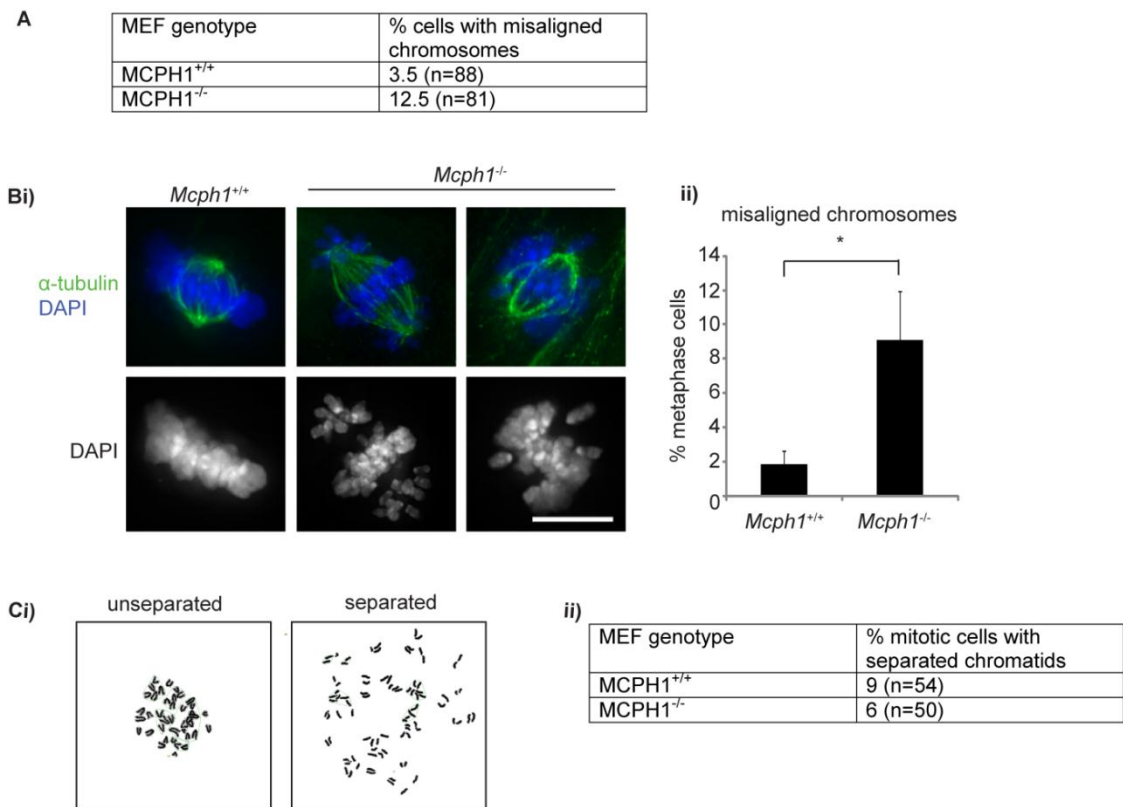 A
MEF genotype
% cells with misaligned
chromosomes
MCPH1+/+
3.5 (n=88)
MCPH1-/-
12.5 (n=81)
Bi)
Mcph1+/+
Mcph1-/-
α-tubulin
DAPI
DAPI
ii)
misaligned chromosomes
*
% metaphase cells
14
12
10
8
6
4
2
0
Mcph1+/+
Mcph1-/-
Ci)
unseparated
separated
ii)
MEF genotype
% mitotic cells with
separated chromatids
MCPH1+/+
9 (n=54)
MCPH1-/-
6 (n=50)